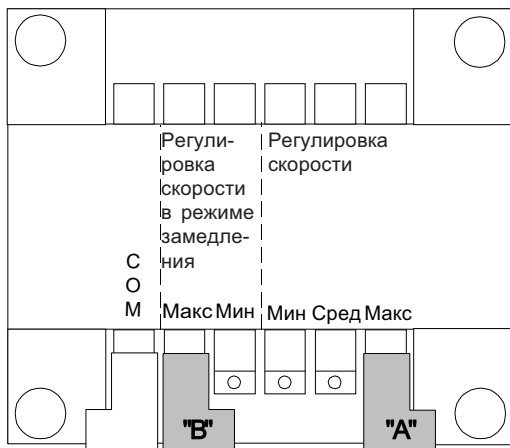 Регули-
ровка
скорости
в режиме
замедле-
ния
Регулировка
скорости
С
О
М
Макс Мин
Мин Сред Макс
"B"
"A"